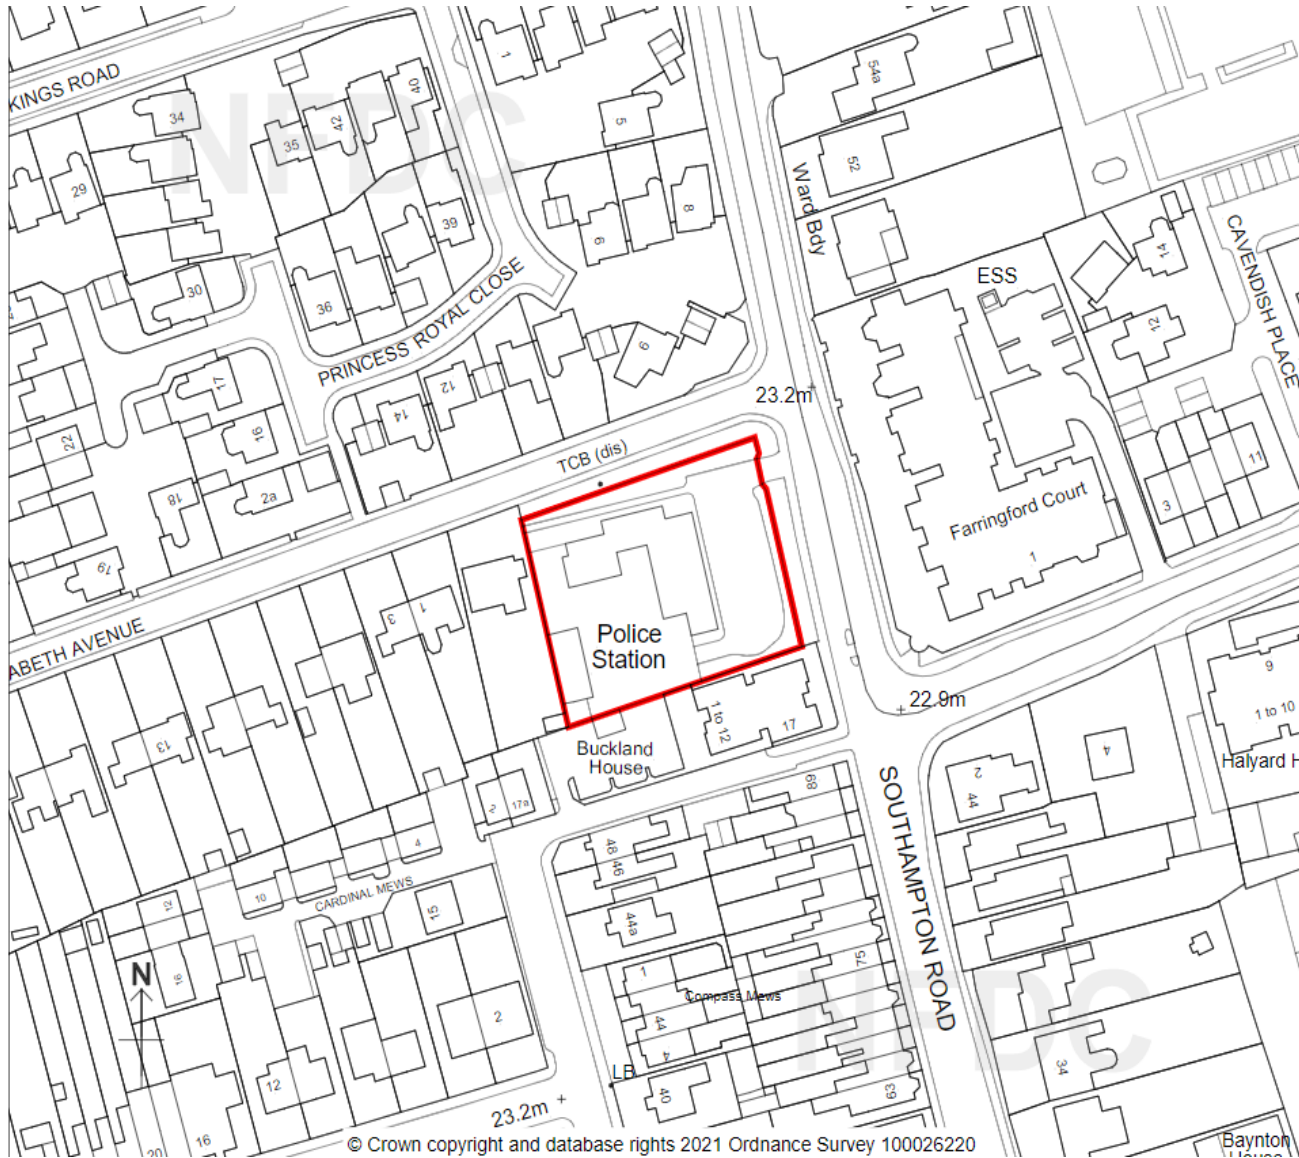 KINGS ROAD
NFDC
34
42
40
35
29
39
30
36
1
5
8
6
54a
52
Ward Bdy
ESS
14
12
CAVENDISH PLACE
PRINCESS ROYAL CLOSE
9
17
12
14
16
22
18
2a
19
23.2m
TCB (dis)
11
3
Farringford Court
1
ABETH AVENUE
3
1
13
Police
Station
1 to 12
17
Buckland
House
22.9m
9
1 to 10
Halyard H
2
44
4
2
17a
4
68
48
46
44a
10
CARDINAL MEWS
12
15
16
N
SOUTHAMPTON ROAD
75
1
Compass Mews
44
4
NFDC
2
12
16
20
LB
40
63
34
23.2m
© Crown copyright and database rights 2021 Ordnance Survey 100026220
Baynton
House